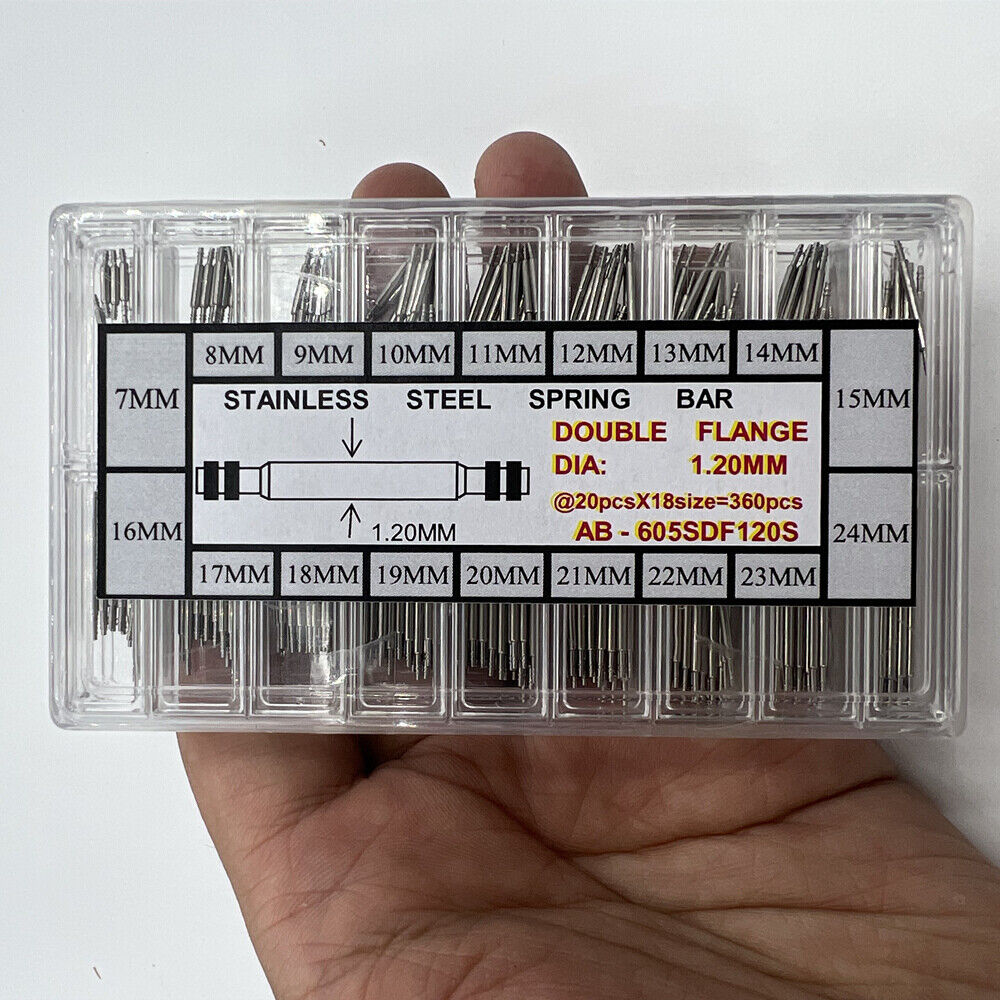 8MM 9MM 10MM 11MM 12MM 13MM 14MM
7MM 15MM
STAINLESS STEEL SPRING BAR
DOUBLE FLANGE
DIA: 1.20MM
@20pcsX18size=360pcs
1.20MM
AB - 605SDF120S
16MM 24MM
17MM 18MM 19MM 20MM 21MM 22MM 23MM